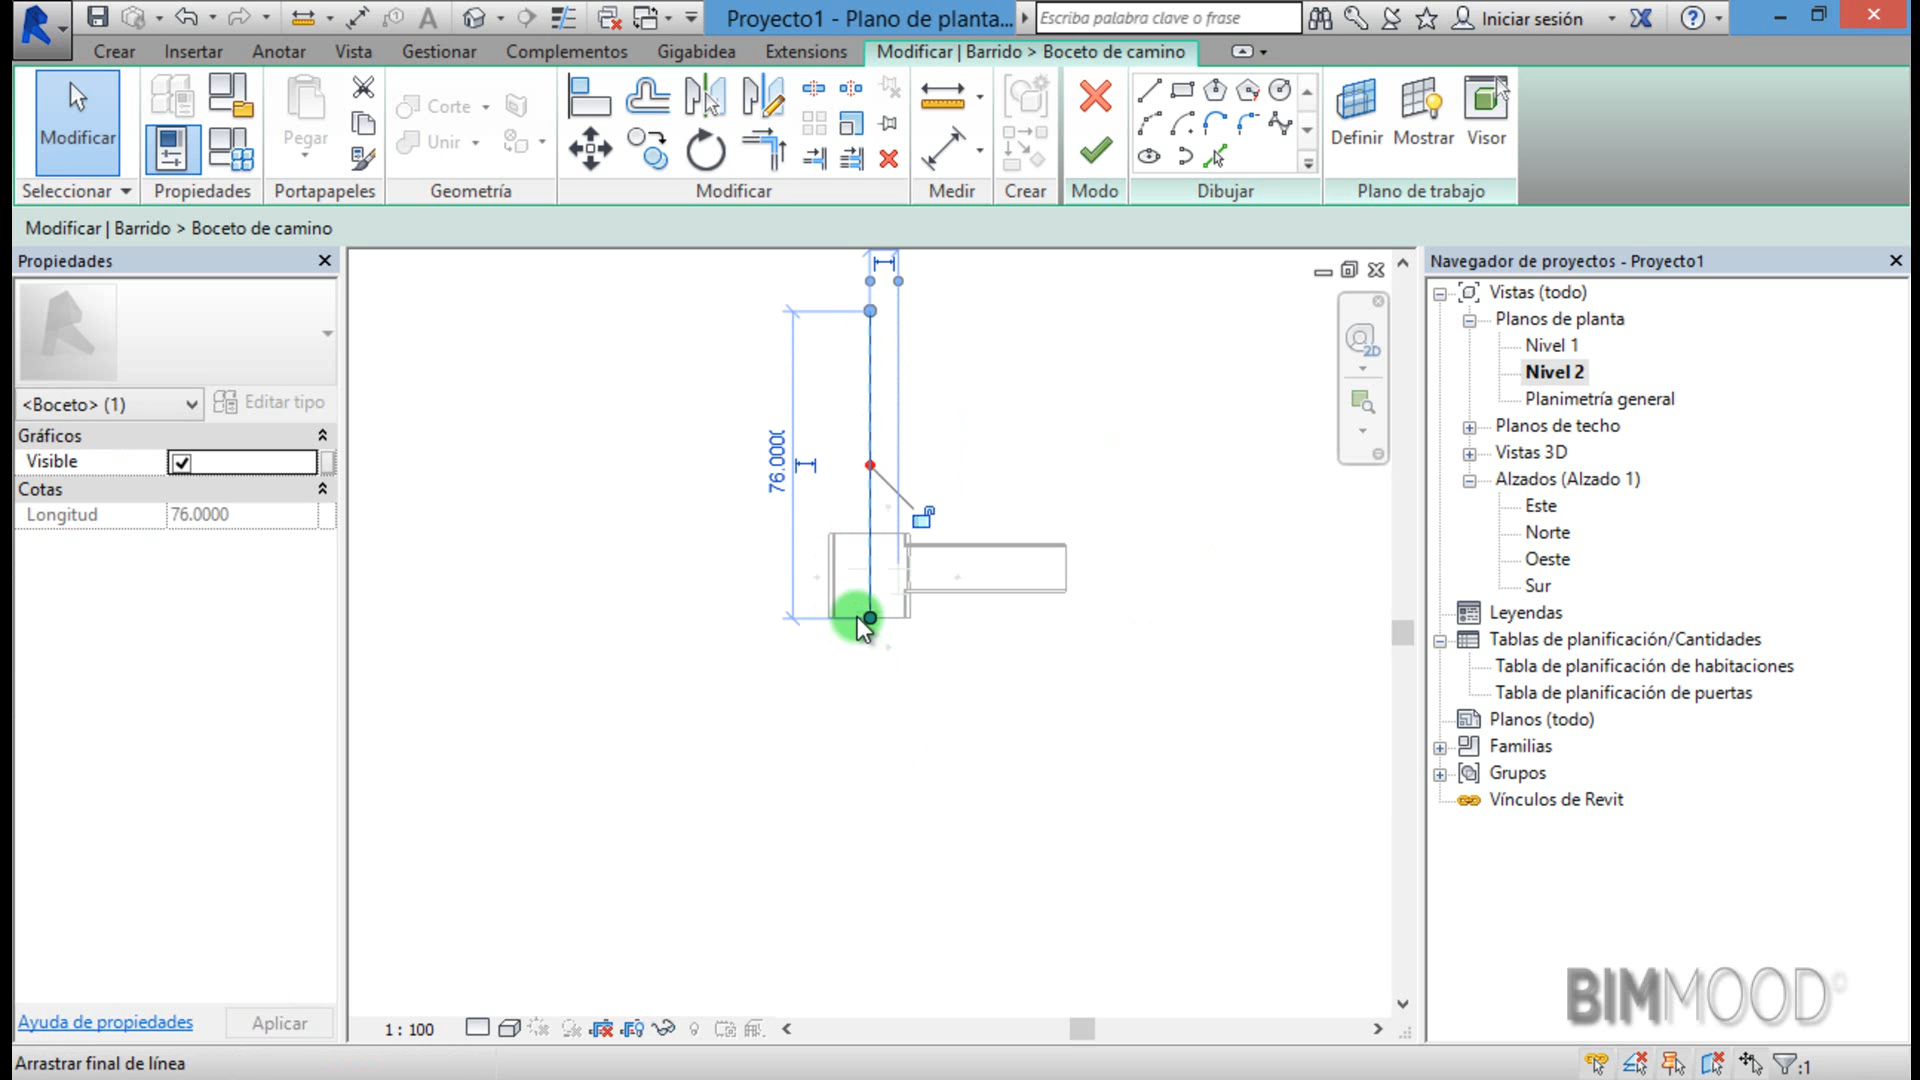 Proyecto1 - Plano de planta...
Escriba palabra clave o frase
Iniciar sesión
Crear
Insertar
Anotar
Vista
Gestionar
Complementos
Gigabidea
Extensions
Modificar | Barrido > Boceto de camino
Modificar
Pegar
Corte
Unir
Definir
Mostrar
Visor
Seleccionar
Propiedades
Portapapeles
Geometría
Modificar
Medir
Crear
Modo
Dibujar
Plano de trabajo
Modificar | Barrido > Boceto de camino
Propiedades
<Boceto> (1)
Editar tipo
Gráficos
Visible
Cotas
Longitud
76.0000
Ayuda de propiedades
Aplicar
2D
1 : 100
Navegador de proyectos - Proyecto1
Vistas (todo)
Planos de planta
Nivel 1
Nivel 2
Planimetría general
Planos de techo
Vistas 3D
Alzados (Alzado 1)
Este
Norte
Oeste
Sur
Leyendas
Tablas de planificación/Cantidades
Tabla de planificación de habitaciones
Tabla de planificación de puertas
Planos (todo)
Familias
Grupos
Vínculos de Revit
BIMMOOD©
Arrastrar final de línea
:1